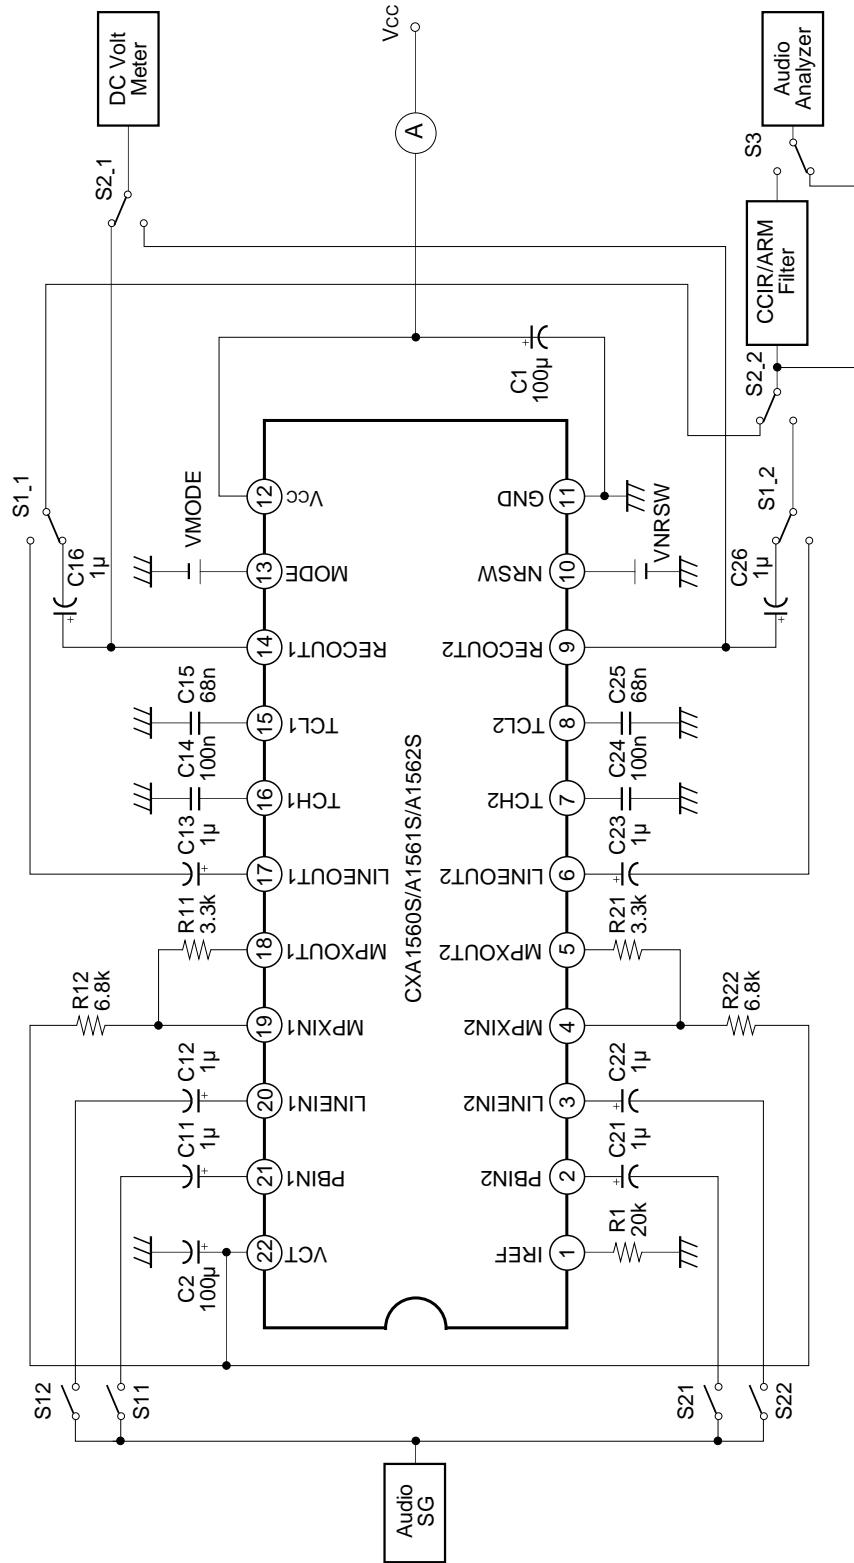 DC Volt
Meter
S2_1
VCC
A
Audio
Analyzer
S3
CCIR/ARM
Filter
S2_2
S1_1
C16
1µ
C1
100µ
+
S1_2
C26
1µ
VMODE
VNRSW
12
VCC
13
MODE
14
RECOUT1
15
TCL1
16
TCH1
17
LINEOUT1
18
MPXOUT1
19
MPXIN1
20
LINEIN1
21
PBIN1
22
VCT
11
GND
10
NRSW
9
RECOUT2
8
TCL2
7
TCH2
6
LINEOUT2
5
MPXOUT2
4
MPXIN2
3
LINEIN2
2
PBIN2
1
IREF
CXA1560S/A1561S/A1562S
C15
68n
C14
100n
C13
1µ
R11
3.3k
R12
6.8k
C12
1µ
C11
1µ
C2
100µ
C25
68n
C24
100n
C23
1µ
R21
3.3k
R22
6.8k
C22
1µ
C21
1µ
R1
20k
S12
S11
S21
S22
Audio
SG